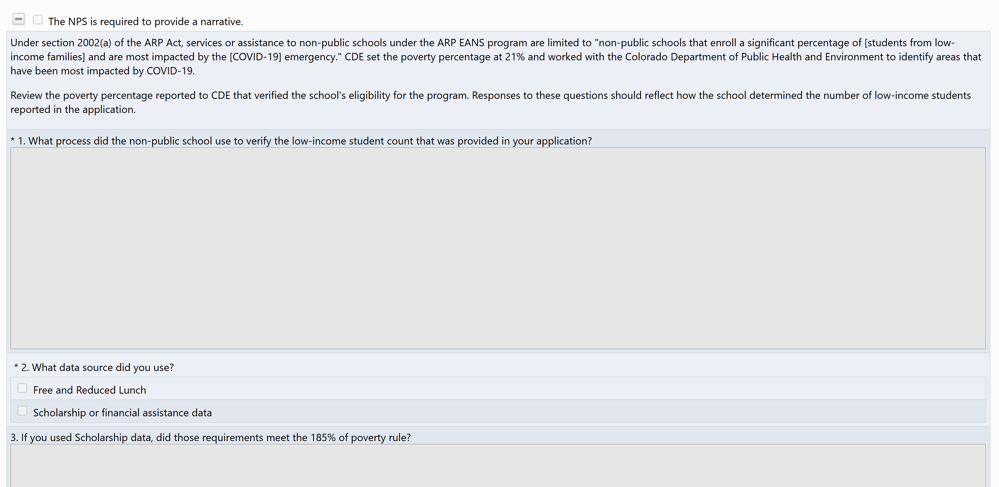 The NPS is required to provide a narrative.
Under section 2002(a) of the ARP Act, services or assistance to non-public schools under the ARP EANS program are limited to "non-public schools that enroll a significant percentage of [students from low-
income families] and are most impacted by the [COVID-19] emergency." CDE set the poverty percentage at 21% and worked with the Colorado Department of Public Health and Environment to identify areas that
have been most impacted by COVID-19.
Review the poverty percentage reported to CDE that verified the school's eligibility for the program. Responses to these questions should reflect how the school determined the number of low-income students
reported in the application.
* 1. What process did the non-public school use to verify the low-income student count that was provided in your application?
* 2. What data source did you use?
Free and Reduced Lunch
Scholarship or financial assistance data
3. If you used Scholarship data, did those requirements meet the 185% of poverty rule?